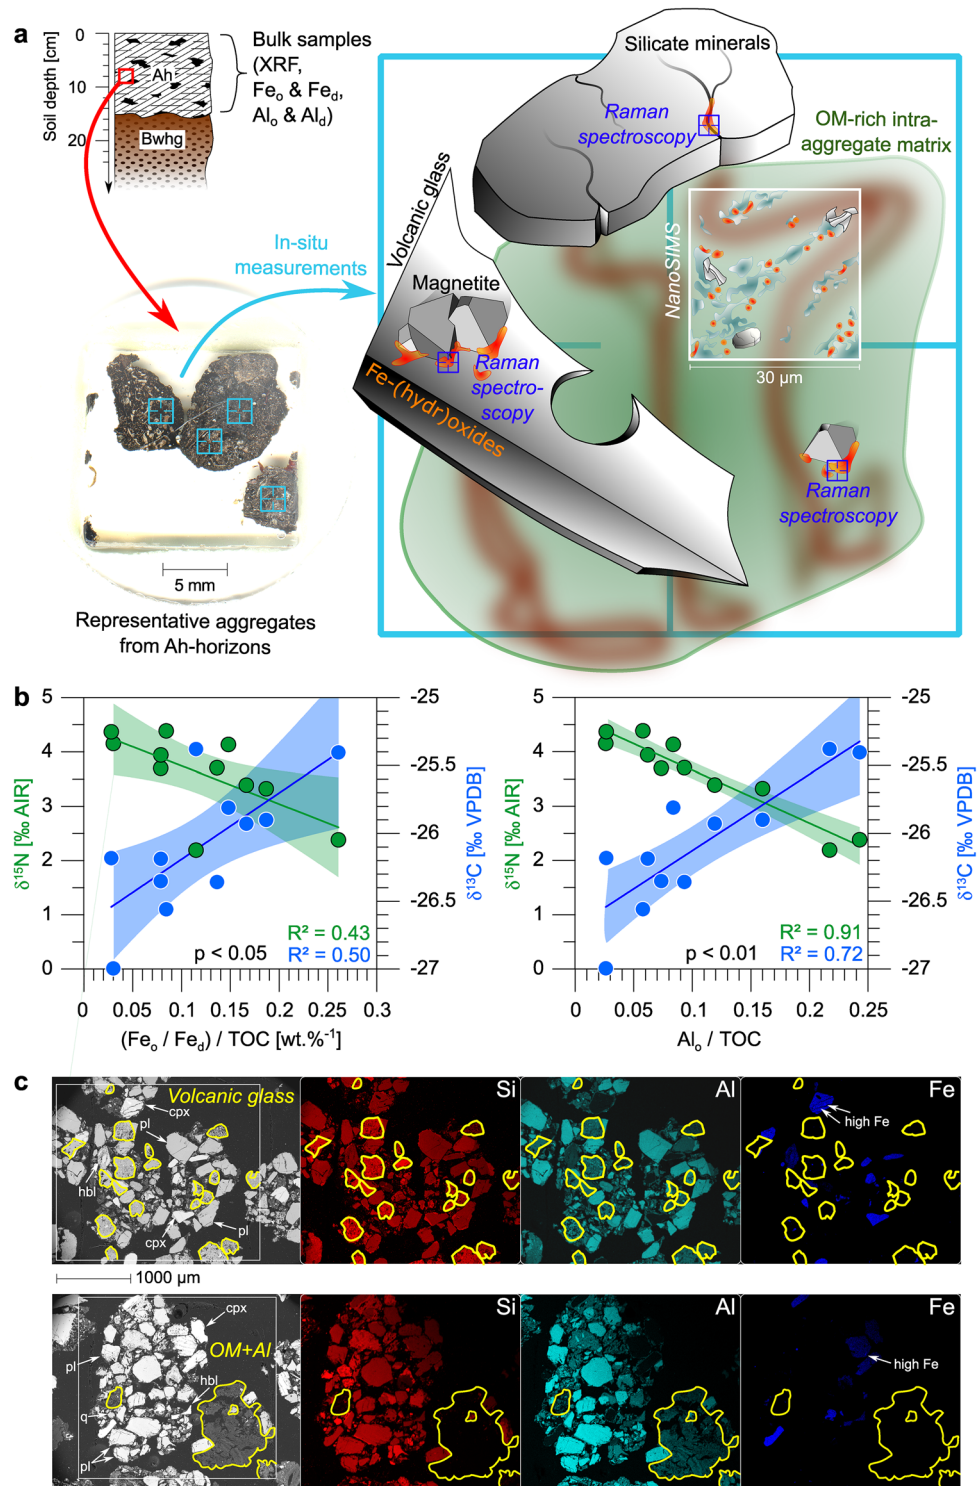 a
Soil depth [cm]
0
10
20
Ah
Bwhg
Bulk samples
(XRF,
Feo & Fed,
Alo & Ald)
In-situ
measurements
5 mm
Representative aggregates
from Ah-horizons
Silicate minerals
Raman
spectroscopy
OM-rich intra-
aggregate matrix
Volcanic glass
Magnetite
Raman
spectro-
scopy
Fe-(hydr)oxides
NanoSIMS
30 µm
Raman
spectroscopy
b
δ15N [‰ AIR]
5
4
3
2
1
0
-25
-25.5
-26
-26.5
-27
δ13C [‰ VPDB]
R² = 0.43
p < 0.05
R² = 0.50
0
0.05
0.1
0.15
0.2
0.25
0.3
(Feo / Fed) / TOC [wt.%-1]
δ15N [‰ AIR]
5
4
3
2
1
0
-25
-25.5
-26
-26.5
-27
δ13C [‰ VPDB]
R² = 0.91
p < 0.01
R² = 0.72
0
0.05
0.1
0.15
0.2
0.25
Alo / TOC
c
Volcanic glass
cpx
pl
hbl
pl
cpx
Si
Al
Fe
high Fe
1000 µm
cpx
OM+Al
pl
hbl
q
pl
Si
Al
Fe
high Fe